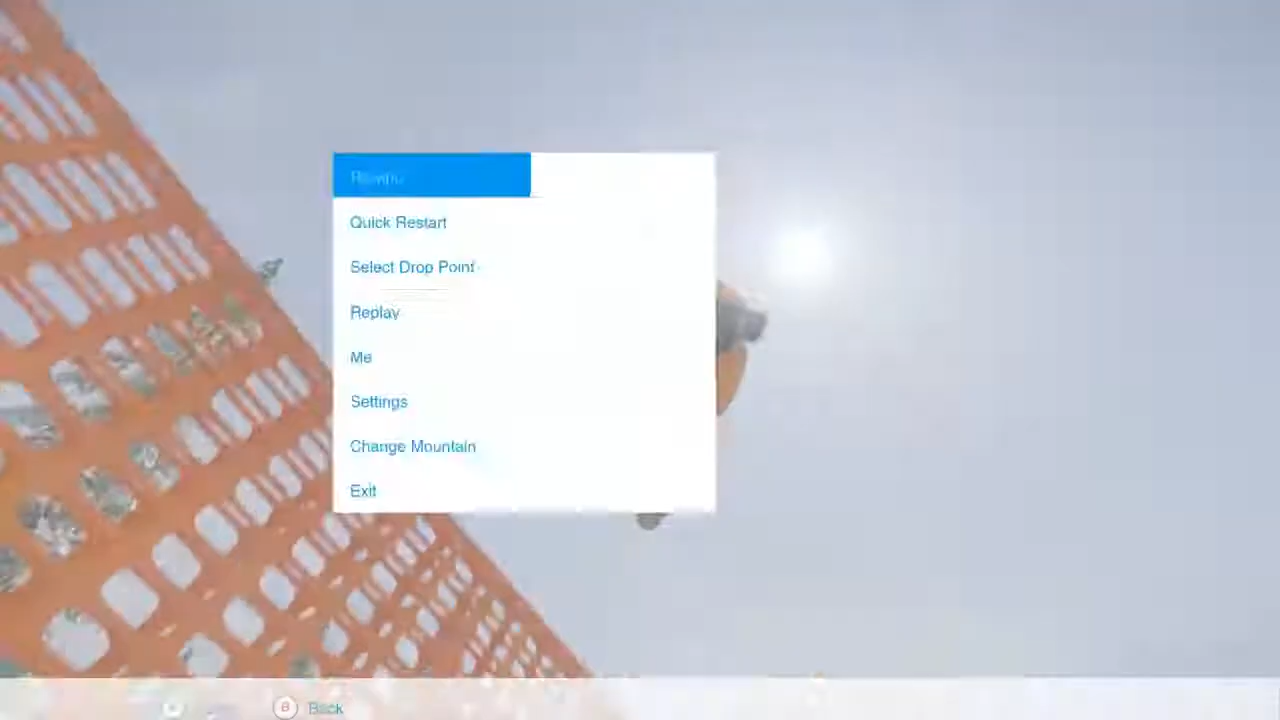 Quick Restart
Select Drop Point
Replay
Me
Settings
Change Mountain
Exit
B Back